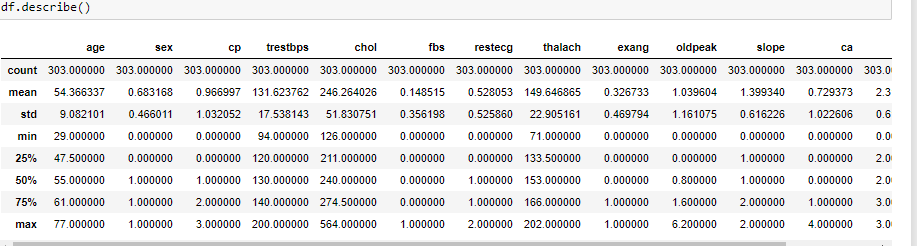 df.describe()
age sex cp trestbps chol fbs restecg thalach exang oldpeak slope ca
count 303.000000 303.000000 303.000000 303.000000 303.000000 303.000000 303.000000 303.000000 303.000000 303.000000 303.000000 303.000000 303.0
mean 54.366337 0.683168 0.966997 131.623762 246.264026 0.148515 0.528053 149.646865 0.326733 1.039604 1.399340 0.729373 2.3
std 9.082101 0.466011 1.032052 17.538143 51.830751 0.356198 0.525860 22.905161 0.469794 1.161075 0.616226 1.022606 0.6
min 29.000000 0.000000 0.000000 94.000000 126.000000 0.000000 0.000000 71.000000 0.000000 0.000000 0.000000 0.000000 0.0
25% 47.500000 0.000000 0.000000 120.000000 211.000000 0.000000 0.000000 133.500000 0.000000 0.000000 1.000000 0.000000 2.0
50% 55.000000 1.000000 1.000000 130.000000 240.000000 0.000000 1.000000 153.000000 0.000000 0.800000 1.000000 0.000000 2.0
75% 61.000000 1.000000 2.000000 140.000000 274.500000 0.000000 1.000000 166.000000 1.000000 1.600000 2.000000 1.000000 3.0
max 77.000000 1.000000 3.000000 200.000000 564.000000 1.000000 2.000000 202.000000 1.000000 6.200000 2.000000 4.000000 3.0